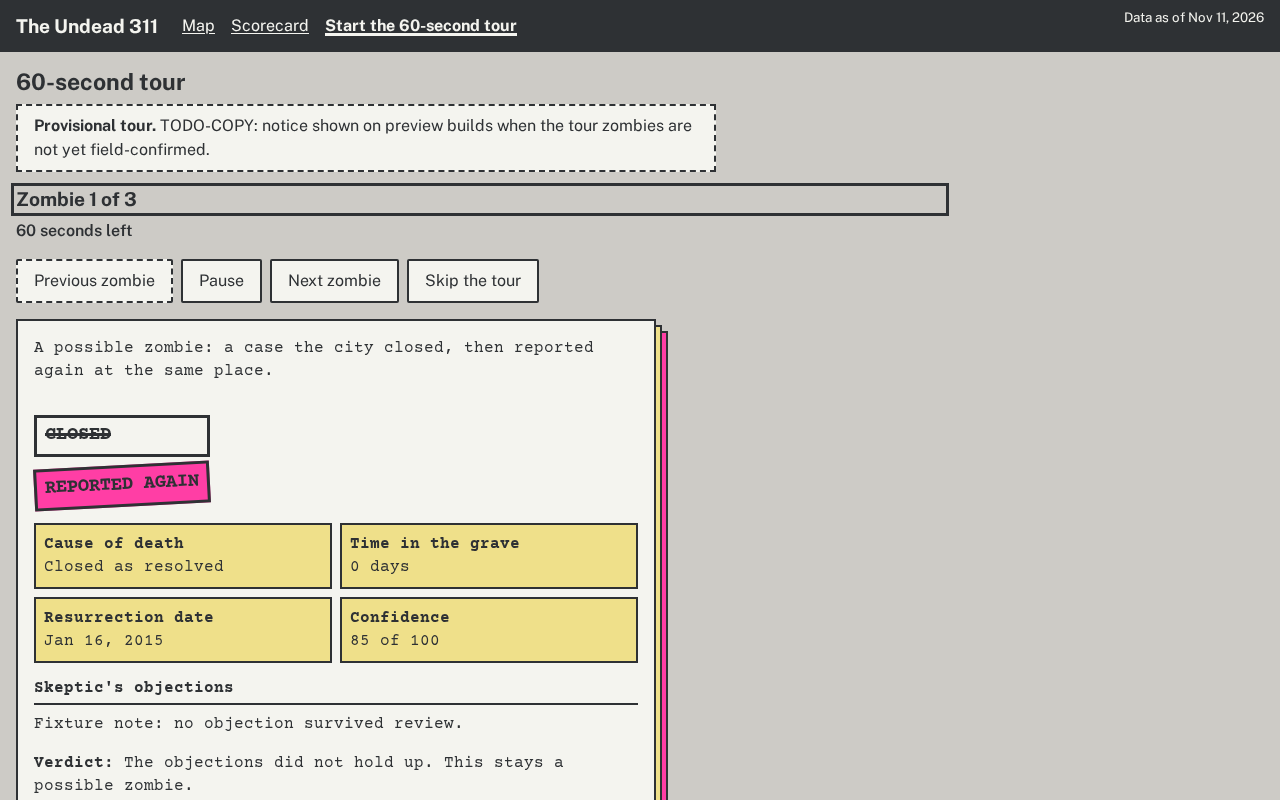 The Undead 311 Map Scorecard Start the 60-second tour Data as of Nov 11, 2026
60-second tour
Provisional tour. TODO-COPY: notice shown on preview builds when the tour zombies are
not yet field-confirmed.
Zombie 1 of 3
60 seconds left
Previous zombie Pause Next zombie Skip the tour
A possible zombie: a case the city closed, then reported
again at the same place.
CLOSED
REPORTED AGAIN
Cause of death
Closed as resolved
Time in the grave
0 days
Resurrection date
Jan 16, 2015
Confidence
85 of 100
Skeptic's objections
Fixture note: no objection survived review.
Verdict: The objections did not hold up. This stays a
possible zombie.